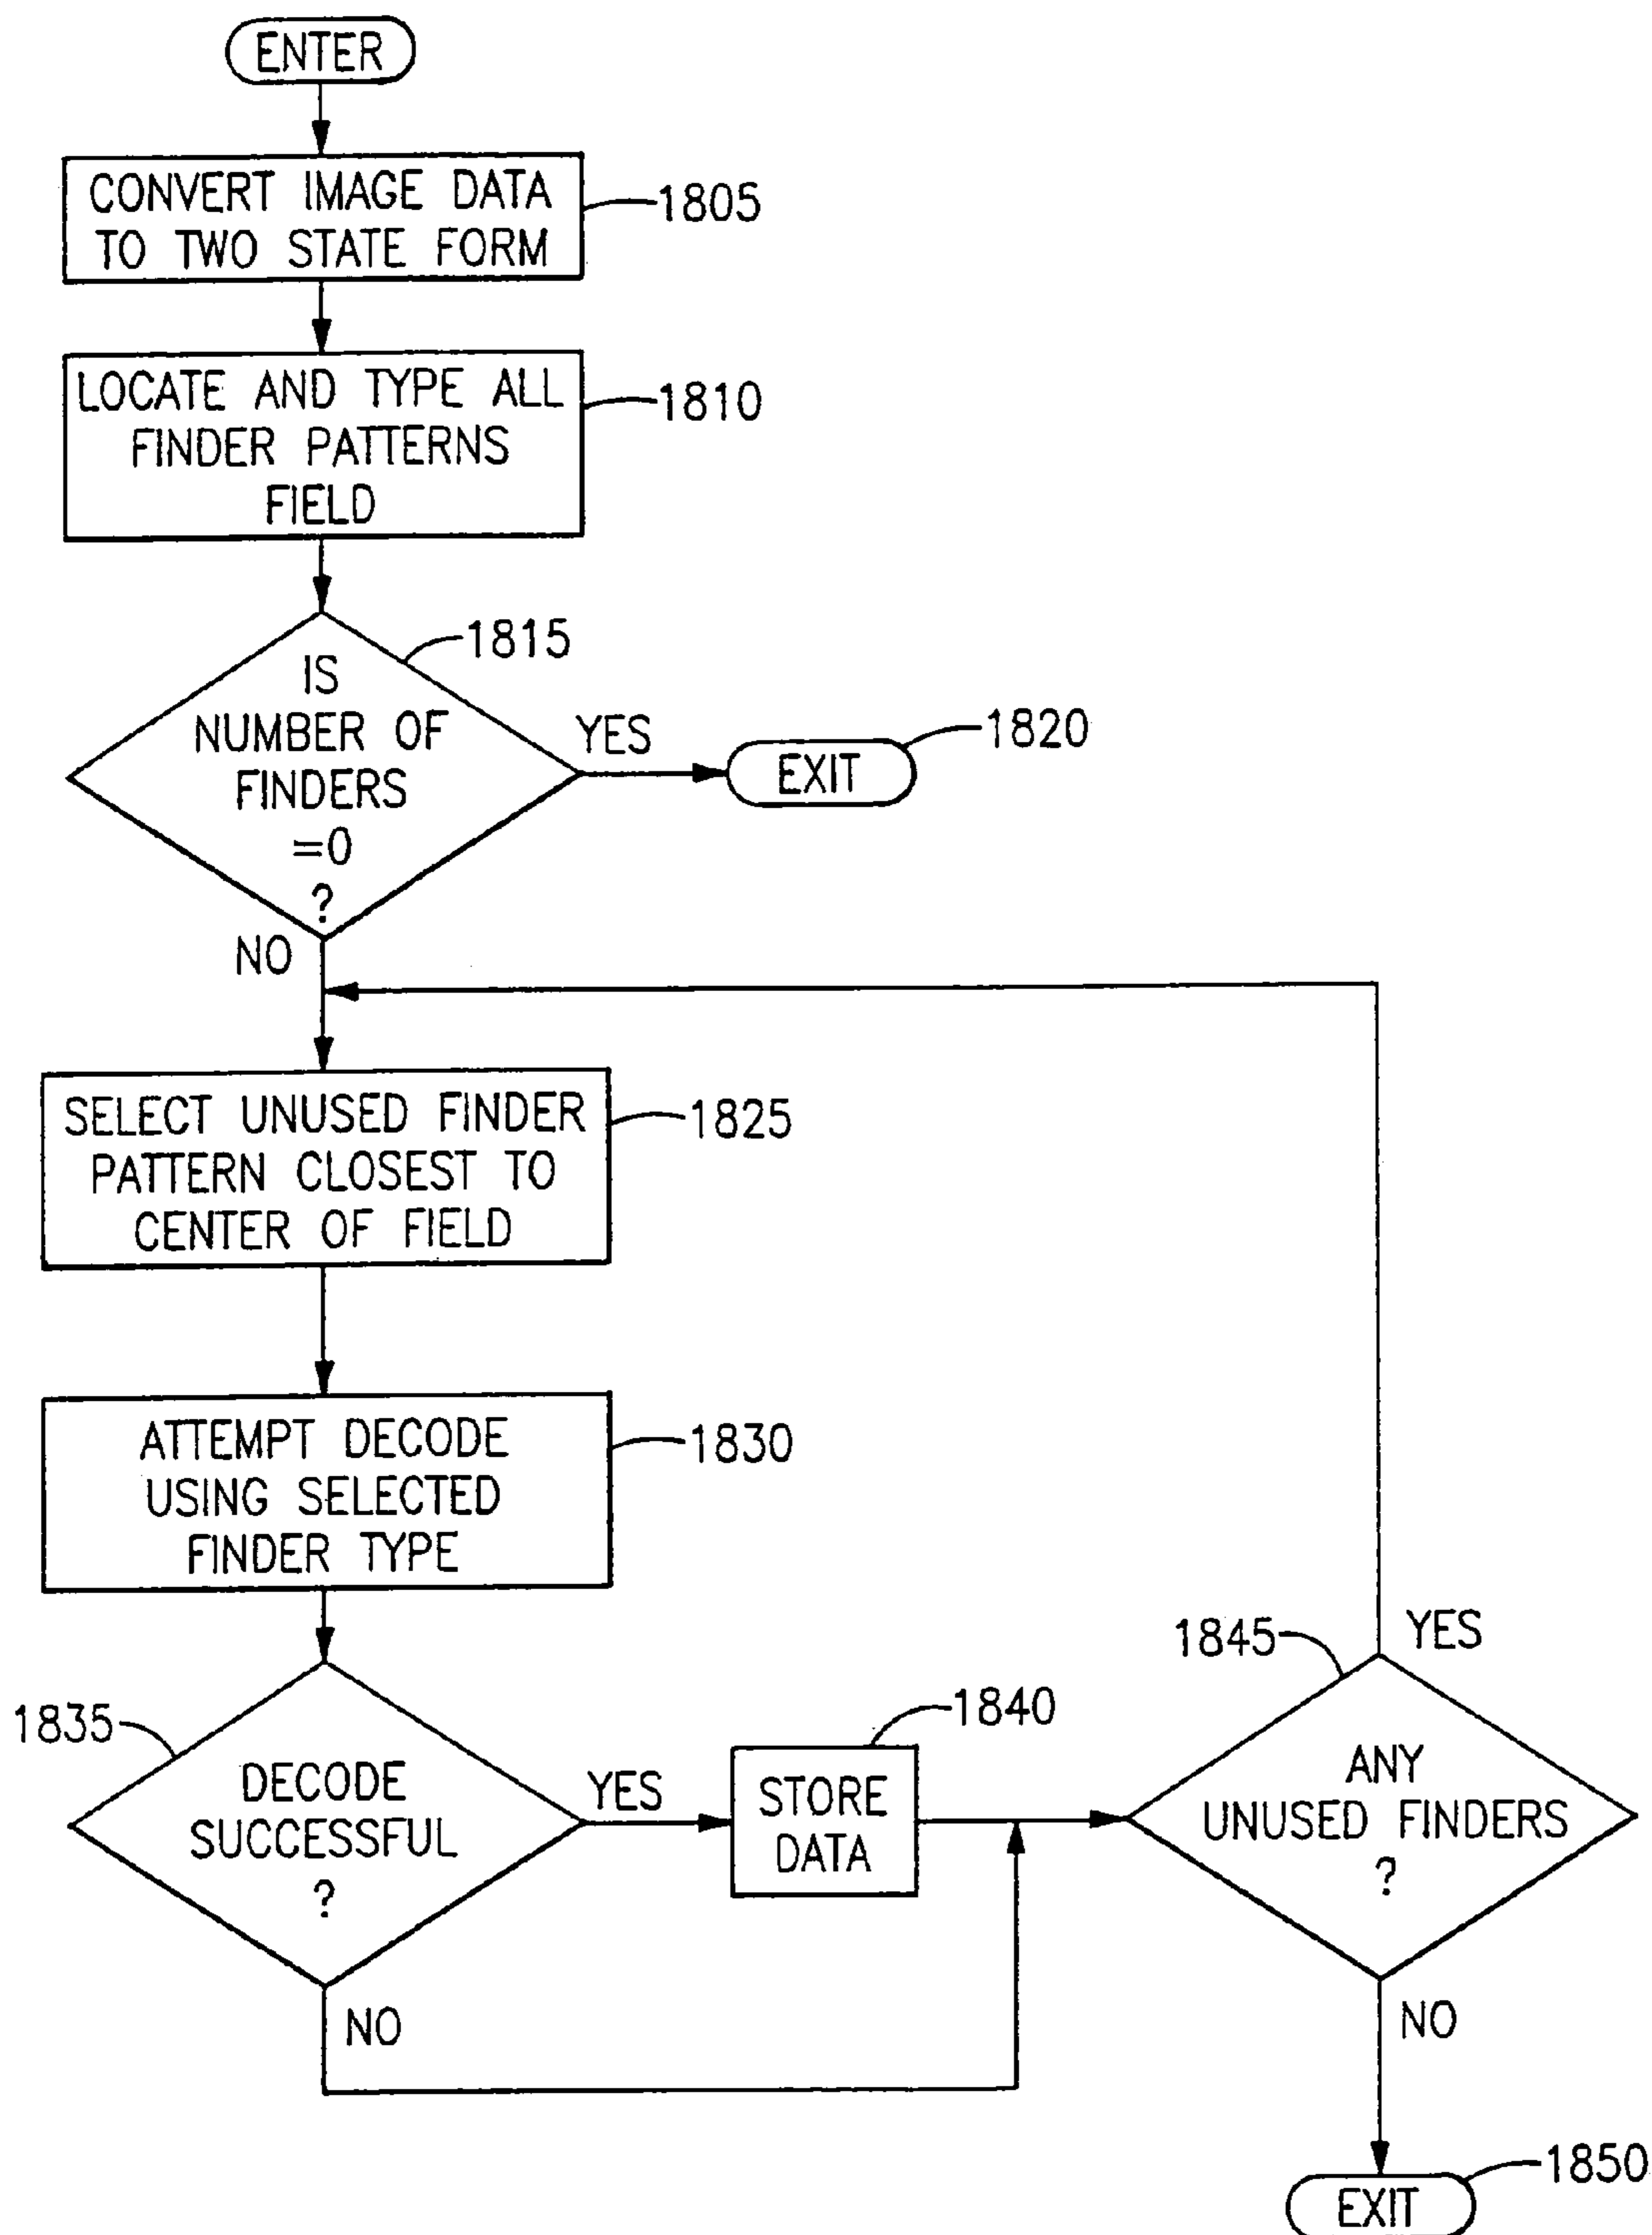 ENTER
CONVERT IMAGE DATA
TO TWO STATE FORM
1805
LOCATE AND TYPE ALL
FINDER PATTERNS
FIELD
1810
IS
NUMBER OF
FINDERS
=0
?
1815
YES
EXIT
1820
NO
SELECT UNUSED FINDER
PATTERN CLOSEST TO
CENTER OF FIELD
1825
ATTEMPT DECODE
USING SELECTED
FINDER TYPE
1830
1835
DECODE
SUCCESSFUL
?
YES
NO
STORE
DATA
1840
1845
YES
ANY
UNUSED FINDERS
?
NO
EXIT
1850